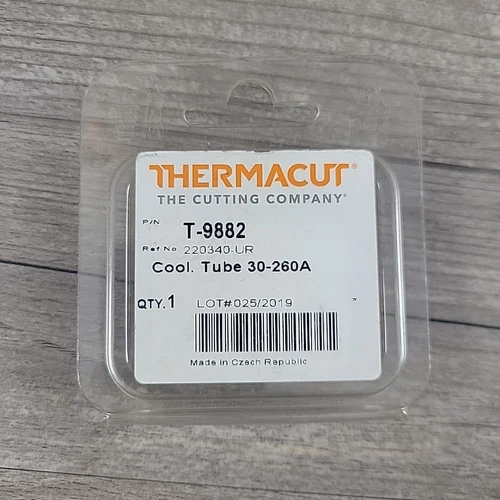 THERMACUT®
THE CUTTING COMPANY®
P/N T-9882
Ref.No. 220340-UR
Cool. Tube 30-260A
QTY.1 LOT#025/2019
Made in Czech Republic